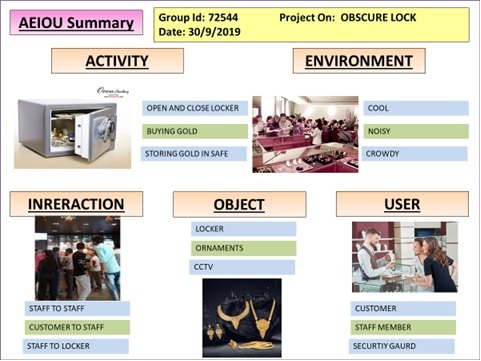 AEIOU Summary
Group Id: 72544 Project On: OBSCURE LOCK
Date: 30/9/2019
ACTIVITY
ENVIRONMENT
OPEN AND CLOSE LOCKER
BUYING GOLD
STORING GOLD IN SAFE
COOL
NOISY
CROWDY
INRERACTION
OBJECT
USER
LOCKER
ORNAMENTS
CCTV
STAFF TO STAFF
CUSTOMER TO STAFF
STAFF TO LOCKER
CUSTOMER
STAFF MEMBER
SECURTIY GAURD